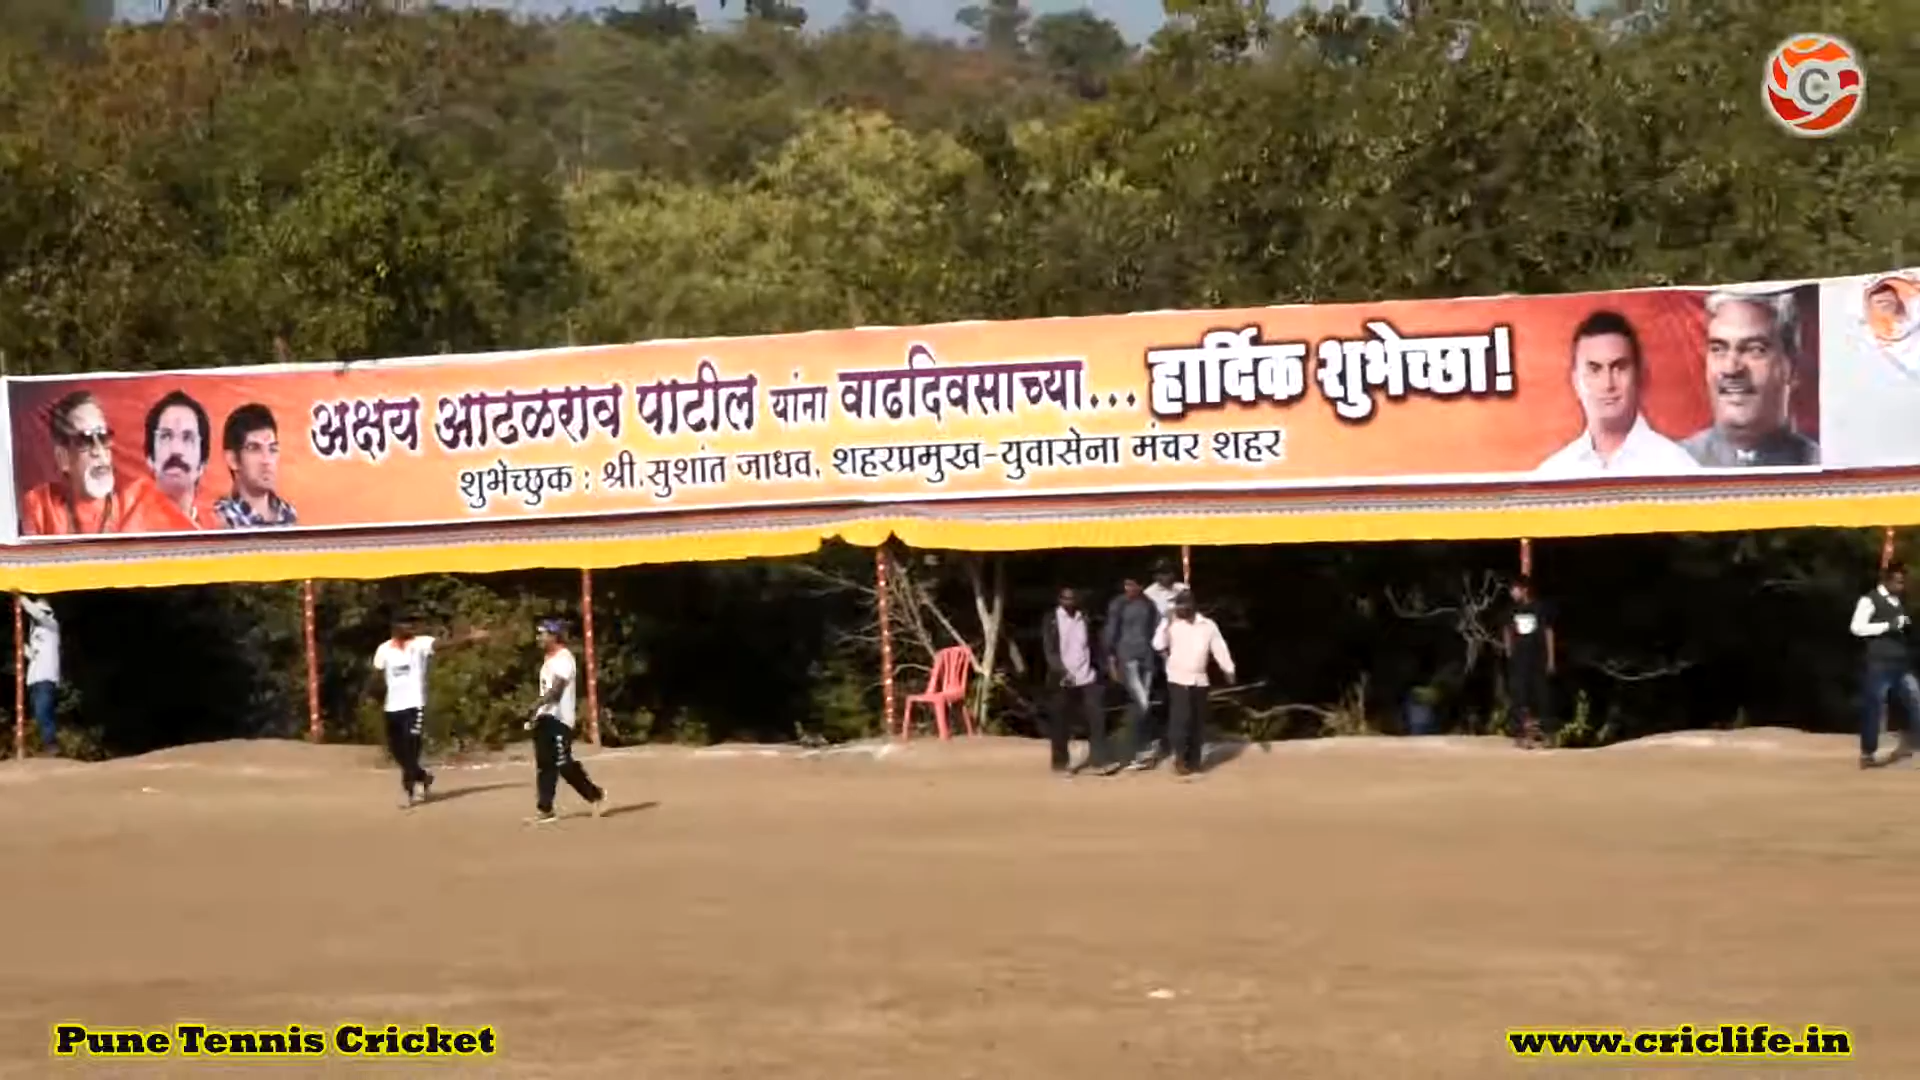 अक्षय आढळराव पाटील यांना वाढदिवसाच्या... हार्दिक शुभेच्छा!
शुभेच्छुक : श्री.सुशांत जाधव, शहरप्रमुख-युवासेना मंचर शहर
C
Pune Tennis Cricket
www.criclife.in